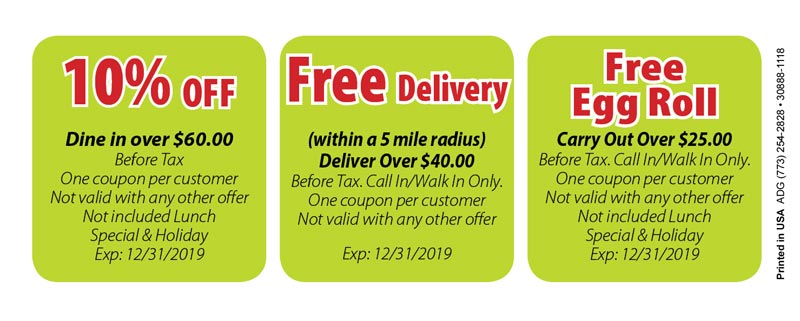 10% OFF
Dine in over $60.00
Before Tax
One coupon per customer
Not valid with any other offer
Not included Lunch
Special & Holiday
Exp: 12/31/2019
Free Delivery
(within a 5 mile radius)
Deliver Over $40.00
Before Tax. Call In/Walk In Only.
One coupon per customer
Not valid with any other offer
Exp: 12/31/2019
Free
Egg Roll
Carry Out Over $25.00
Before Tax. Call In/Walk In Only.
One coupon per customer
Not valid with any other offer
Not included Lunch
Special & Holiday
Exp: 12/31/2019
Printed in USA ADG (773) 254-2828 • 30888-1118